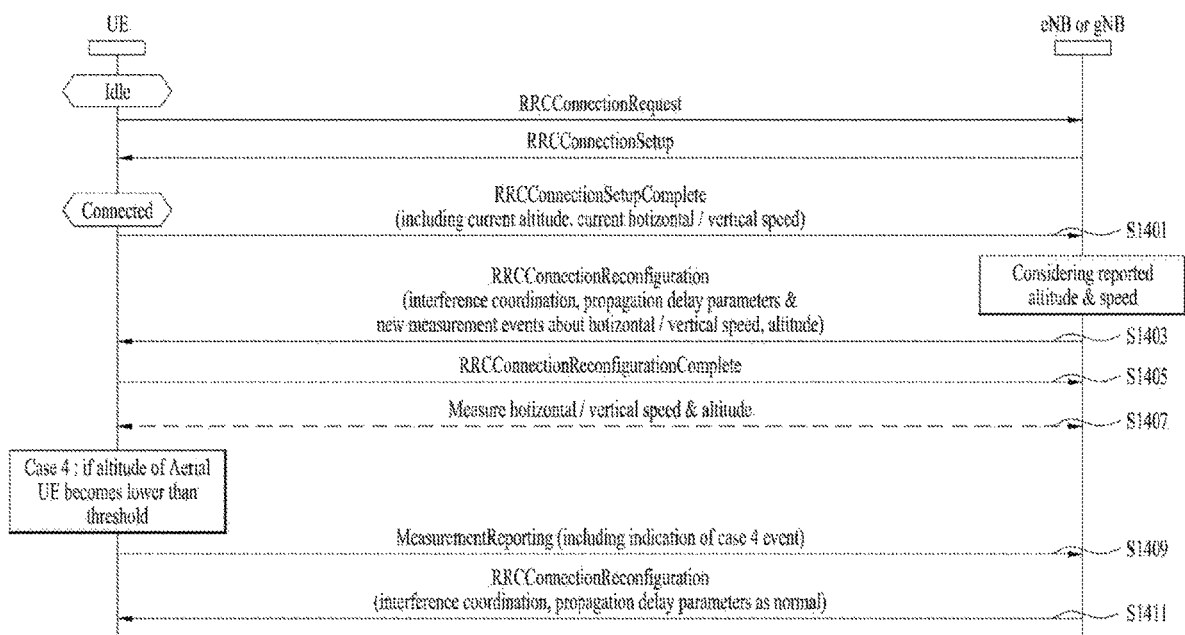 UE
eNB or gNB
Idle
RRCConnectionRequest
RRCConnectionSetup
Connected
RRCConnectionSetupComplete
(including current altitude, current hotizontal / vertical speed)
S1401
Considering reported
altitude & speed
RRCConnectionReconfiguration
(interference coordination, propagation delay parameters &
new measurement events about hotizontal / vertical speed, altitude)
S1403
RRCConnectionReconfigurationComplete
S1405
Measure hotizontal / vertical speed & altitude
S1407
Case 4 : if altitude of Aerial
UE becomes lower than
threshold
MeasurementReporting (including indication of case 4 event)
S1409
RRCConnectionReconfiguration
(interference coordination, propagation delay parameters as normal)
S1411